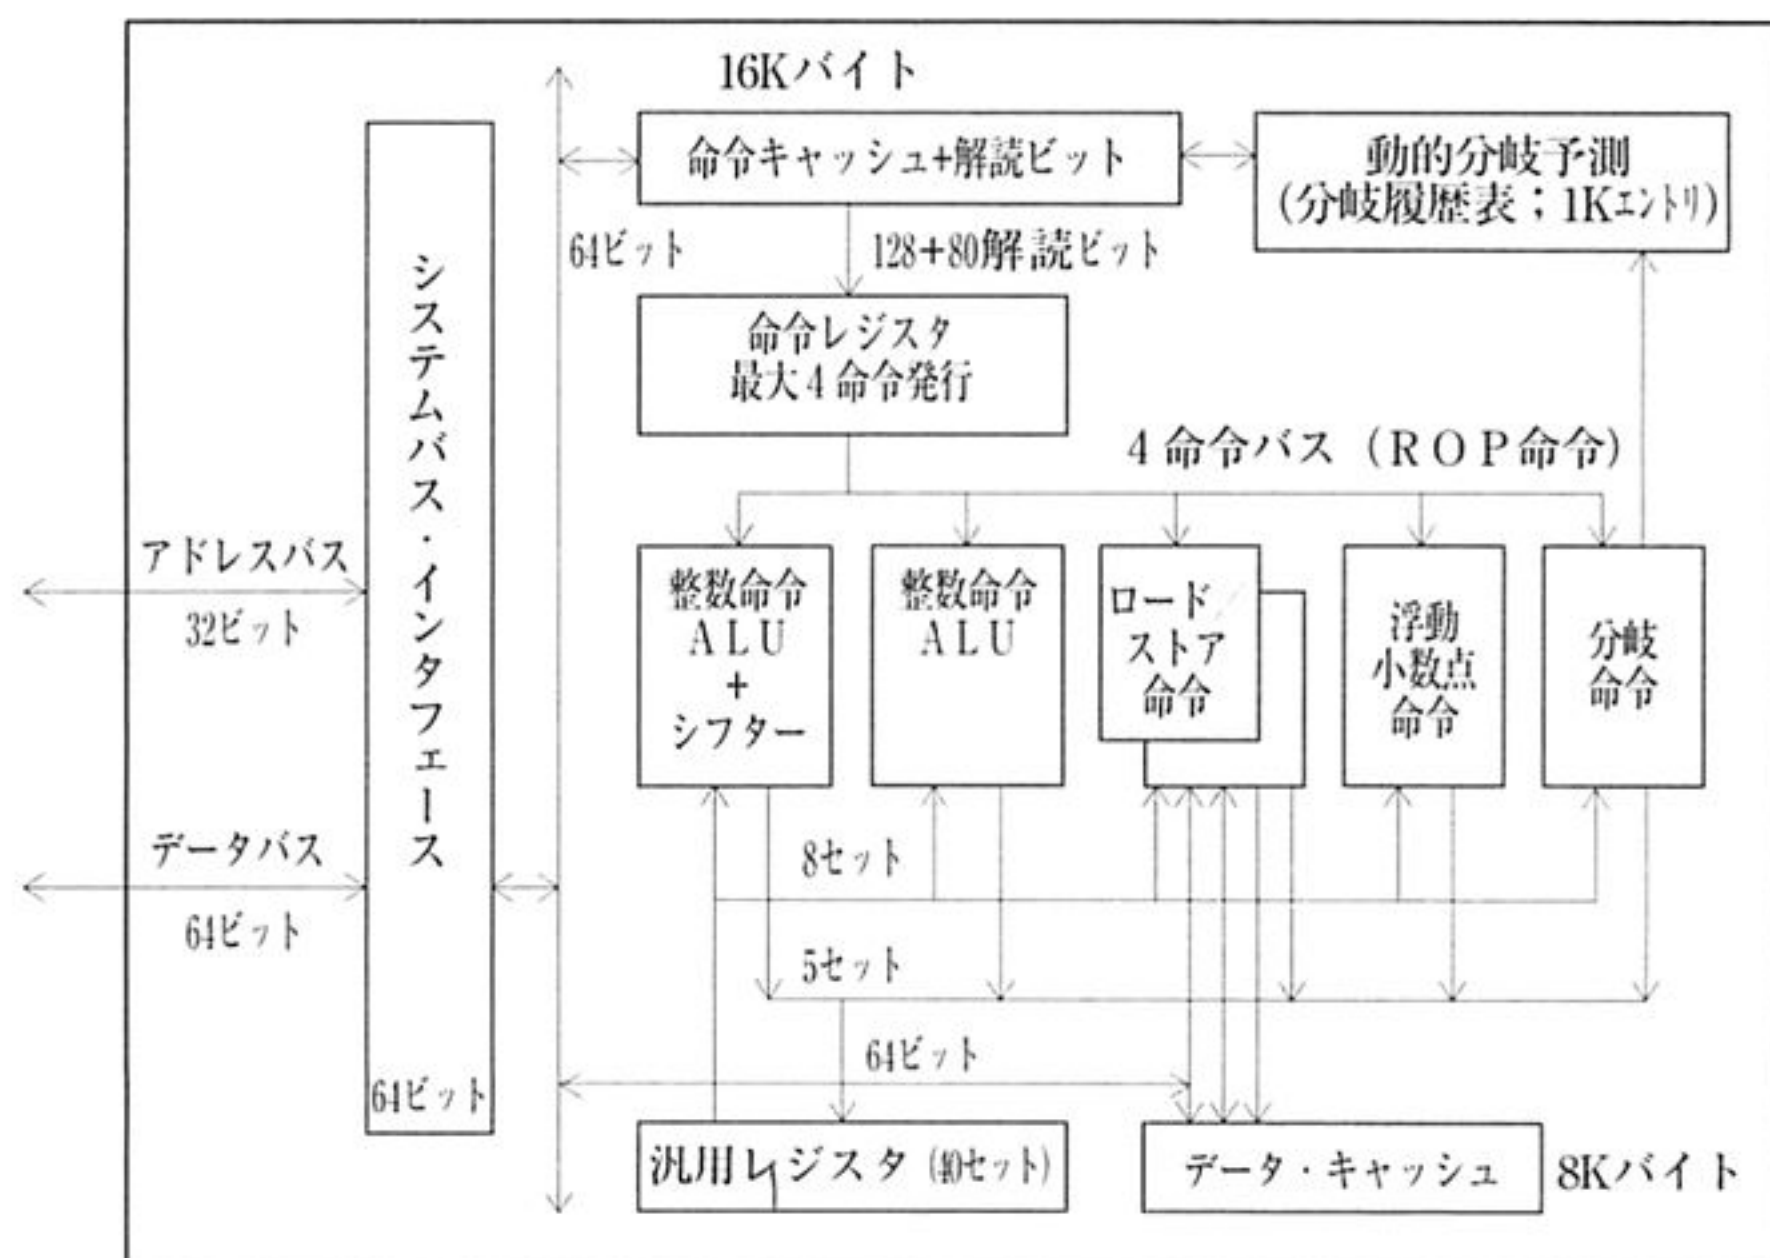 16Kバイト
命令キャッシュ+解読ビット
動的分岐予測
(分岐履歴表；1Kエントリ)
64ビット
128+80解読ビット
命令レジスタ
最大4命令発行
4命令バス（ROP命令）
システムバス・インタフェース
64ビット
アドレスバス
32ビット
データバス
64ビット
整数命令
ALU
+
シフター
整数命令
ALU
ロード
ストア
命令
浮動
小数点
命令
分岐
命令
8セット
5セット
64ビット
汎用レジスタ(40セット)
データ・キャッシュ
8Kバイト